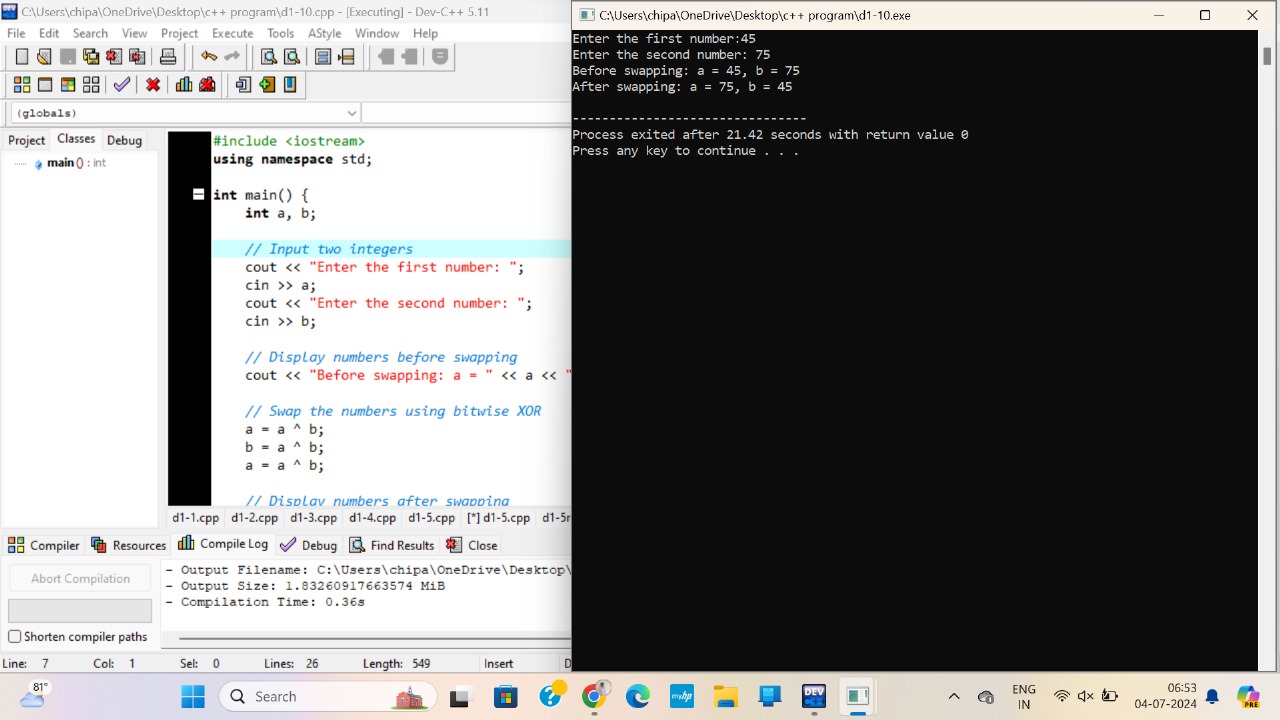 C:\Users\chipa\OneDrive\Desktop\c++ program\d1-10.cpp - [Executing] - Dev-C++ 5.11
File Edit Search View Project Execute Tools AStyle Window Help
(globals)
Project Classes Debug
main () : int
#include <iostream>
using namespace std;
int main() {
int a, b;
// Input two integers
cout << "Enter the first number: ";
cin >> a;
cout << "Enter the second number: ";
cin >> b;
// Display numbers before swapping
cout << "Before swapping: a = " << a << "
// Swap the numbers using bitwise XOR
a = a ^ b;
b = a ^ b;
a = a ^ b;
// Display numbers after swapping
d1-1.cpp d1-2.cpp d1-3.cpp d1-4.cpp d1-5.cpp [*] d1-5.cpp
Compiler Resources Compile Log Debug Find Results Close
Abort Compilation
Shorten compiler paths
- Output Filename: C:\Users\chipa\OneDrive\Desktop\
- Output Size: 1.83260917663574 MiB
- Compilation Time: 0.36s
Line: 7 Col: 1 Sel: 0 Lines: 26 Length: 549 Insert
C:\Users\chipa\OneDrive\Desktop\c++ program\d1-10.exe
Enter the first number:45
Enter the second number: 75
Before swapping: a = 45, b = 75
After swapping: a = 75, b = 45
--------------------------------
Process exited after 21.42 seconds with return value 0
Press any key to continue . . .
81°
Search
myhp
DEV
ENG
IN
06:53
04-07-2024
PRE